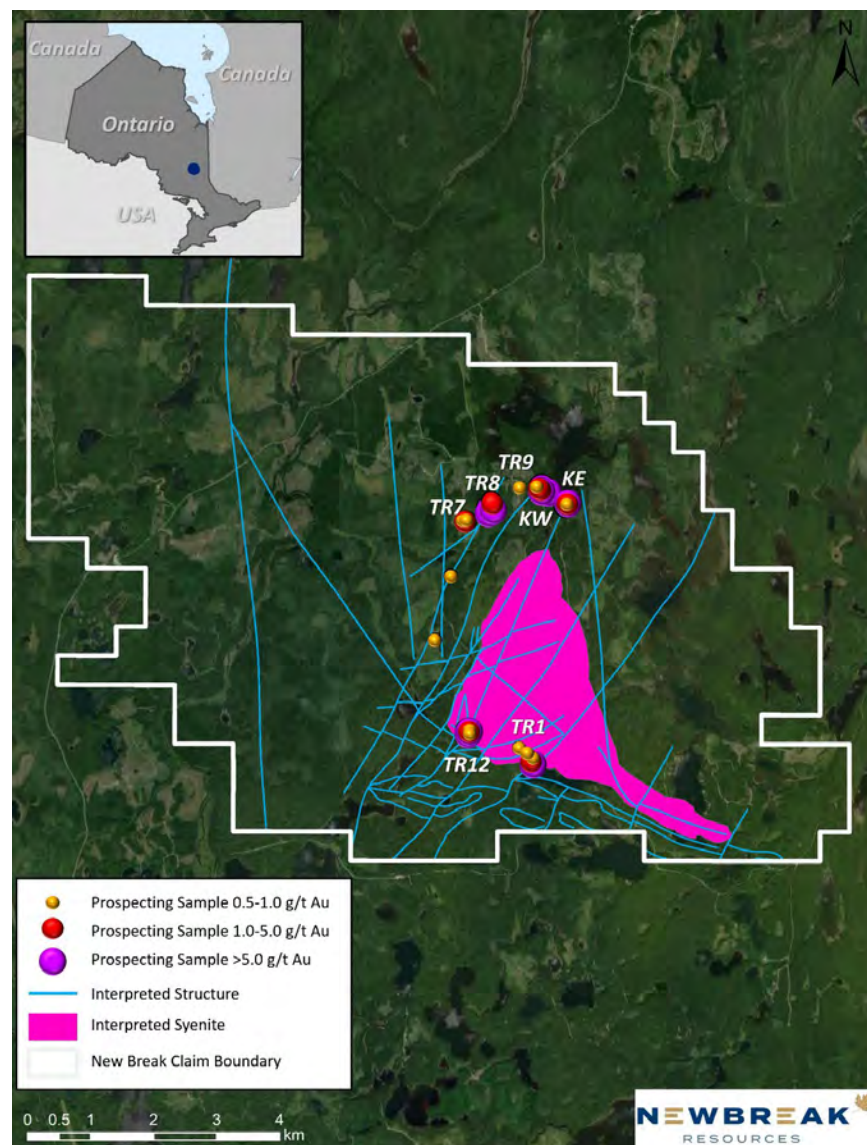 Canada
Canada
Ontario
USA
N
TR9
KE
TR8
TR7
KW
TR1
TR12
Prospecting Sample 0.5-1.0 g/t Au
Prospecting Sample 1.0-5.0 g/t Au
Prospecting Sample >5.0 g/t Au
Interpreted Structure
Interpreted Syenite
New Break Claim Boundary
0 0.5 1 2 3 4
km
NEWBREAK
RESOURCES